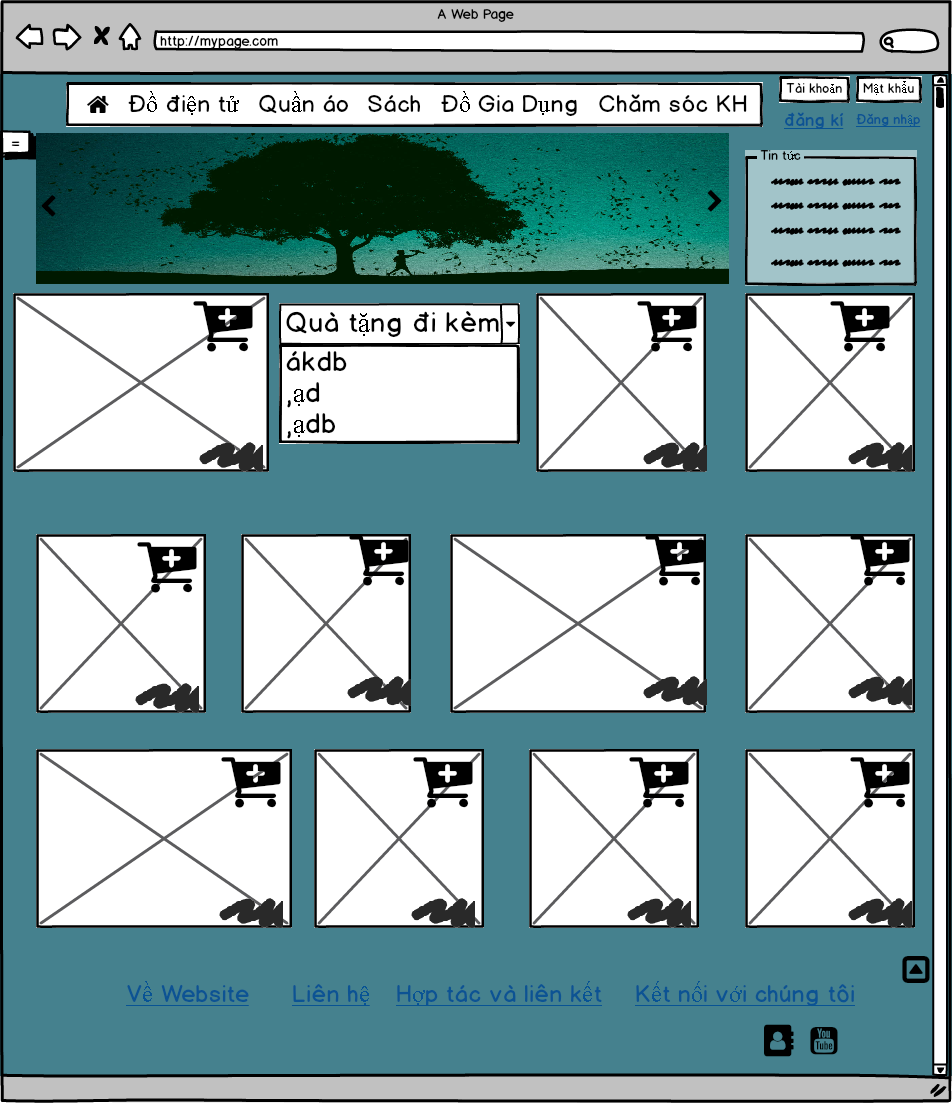 A Web Page
http://mypage.com
Đồ điện tử Quần áo Sách Đồ Gia Dụng Chăm sóc KH
Tài khoản Mật khẩu
đăng kí Đăng nhập
=
Tin tức
Quà tặng đi kèm
ákdb
,ạd
,ạdb
Về Website Liên hệ Hợp tác và liên kết Kết nối với chúng tôi
You
Tube